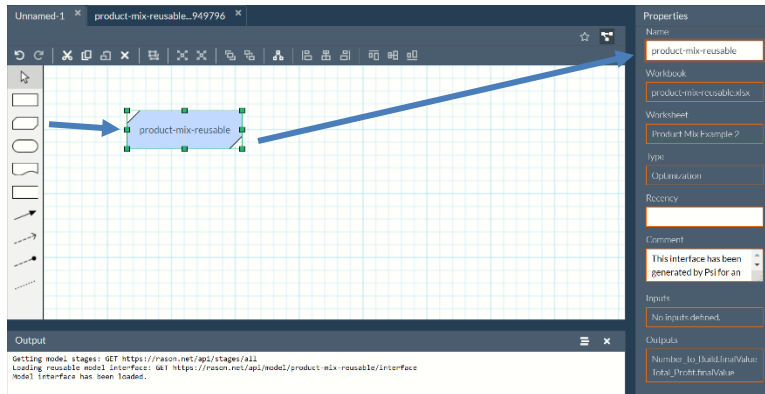 Unnamed-1 ×
product-mix-reusable...949796 ×
product-mix-reusable
Properties
Name
product-mix-reusable
Workbook
product-mix-reusable.xlsx
Worksheet
Product Mix Example 2
Type
Optimization
Recency
Comment
This interface has been
generated by Psi for an
Inputs
No inputs defined.
Outputs
Number_to_Build.finalValue
Total_Profit.finalValue
Output
Getting model stages: GET https://rason.net/api/stages/all
Loading reusable model interface: GET https://rason.net/api/model/product-mix-reusable/interface
Model interface has been loaded.